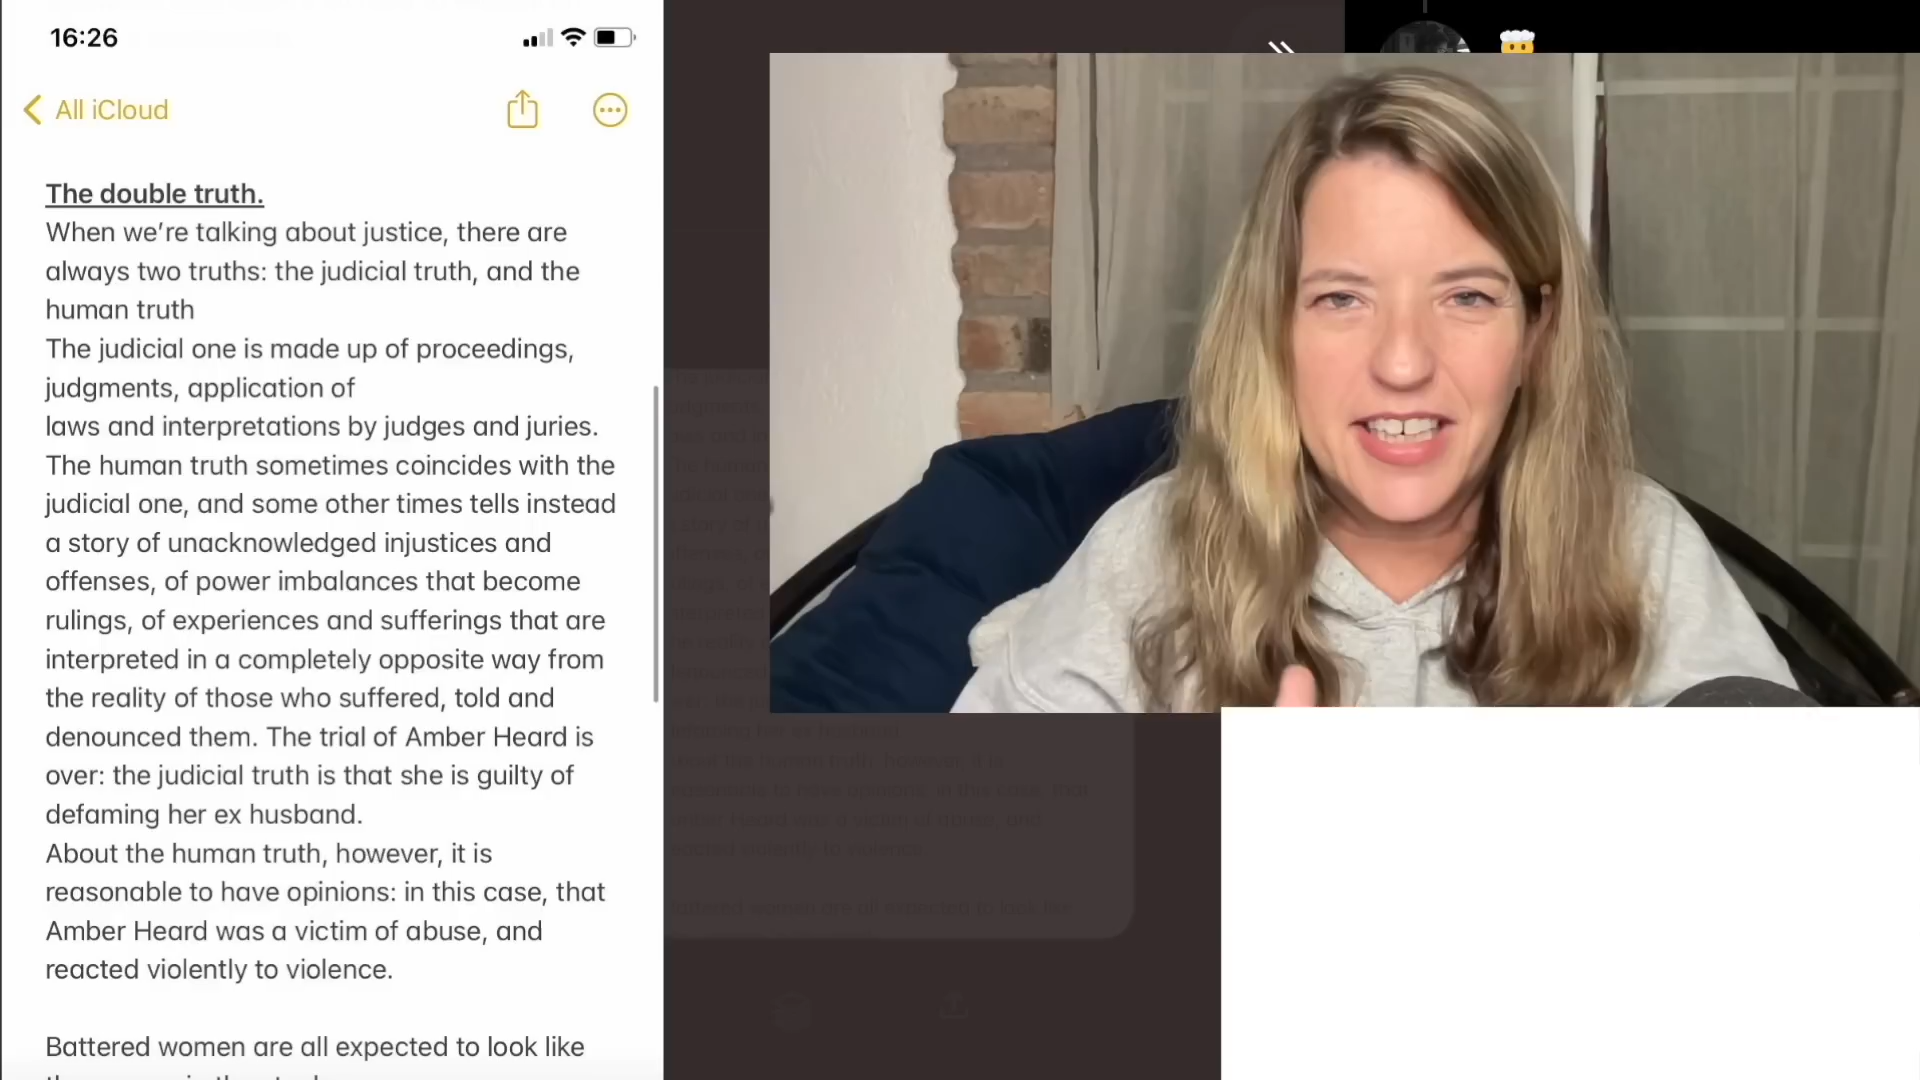 16:26
All iCloud
The double truth.
When we're talking about justice, there are
always two truths: the judicial truth, and the
human truth
The judicial one is made up of proceedings,
judgments, application of
laws and interpretations by judges and juries.
The human truth sometimes coincides with the
judicial one, and some other times tells instead
a story of unacknowledged injustices and
offenses, of power imbalances that become
rulings, of experiences and sufferings that are
interpreted in a completely opposite way from
the reality of those who suffered, told and
denounced them. The trial of Amber Heard is
over: the judicial truth is that she is guilty of
defaming her ex husband.
About the human truth, however, it is
reasonable to have opinions: in this case, that
Amber Heard was a victim of abuse, and
reacted violently to violence.
Battered women are all expected to look like